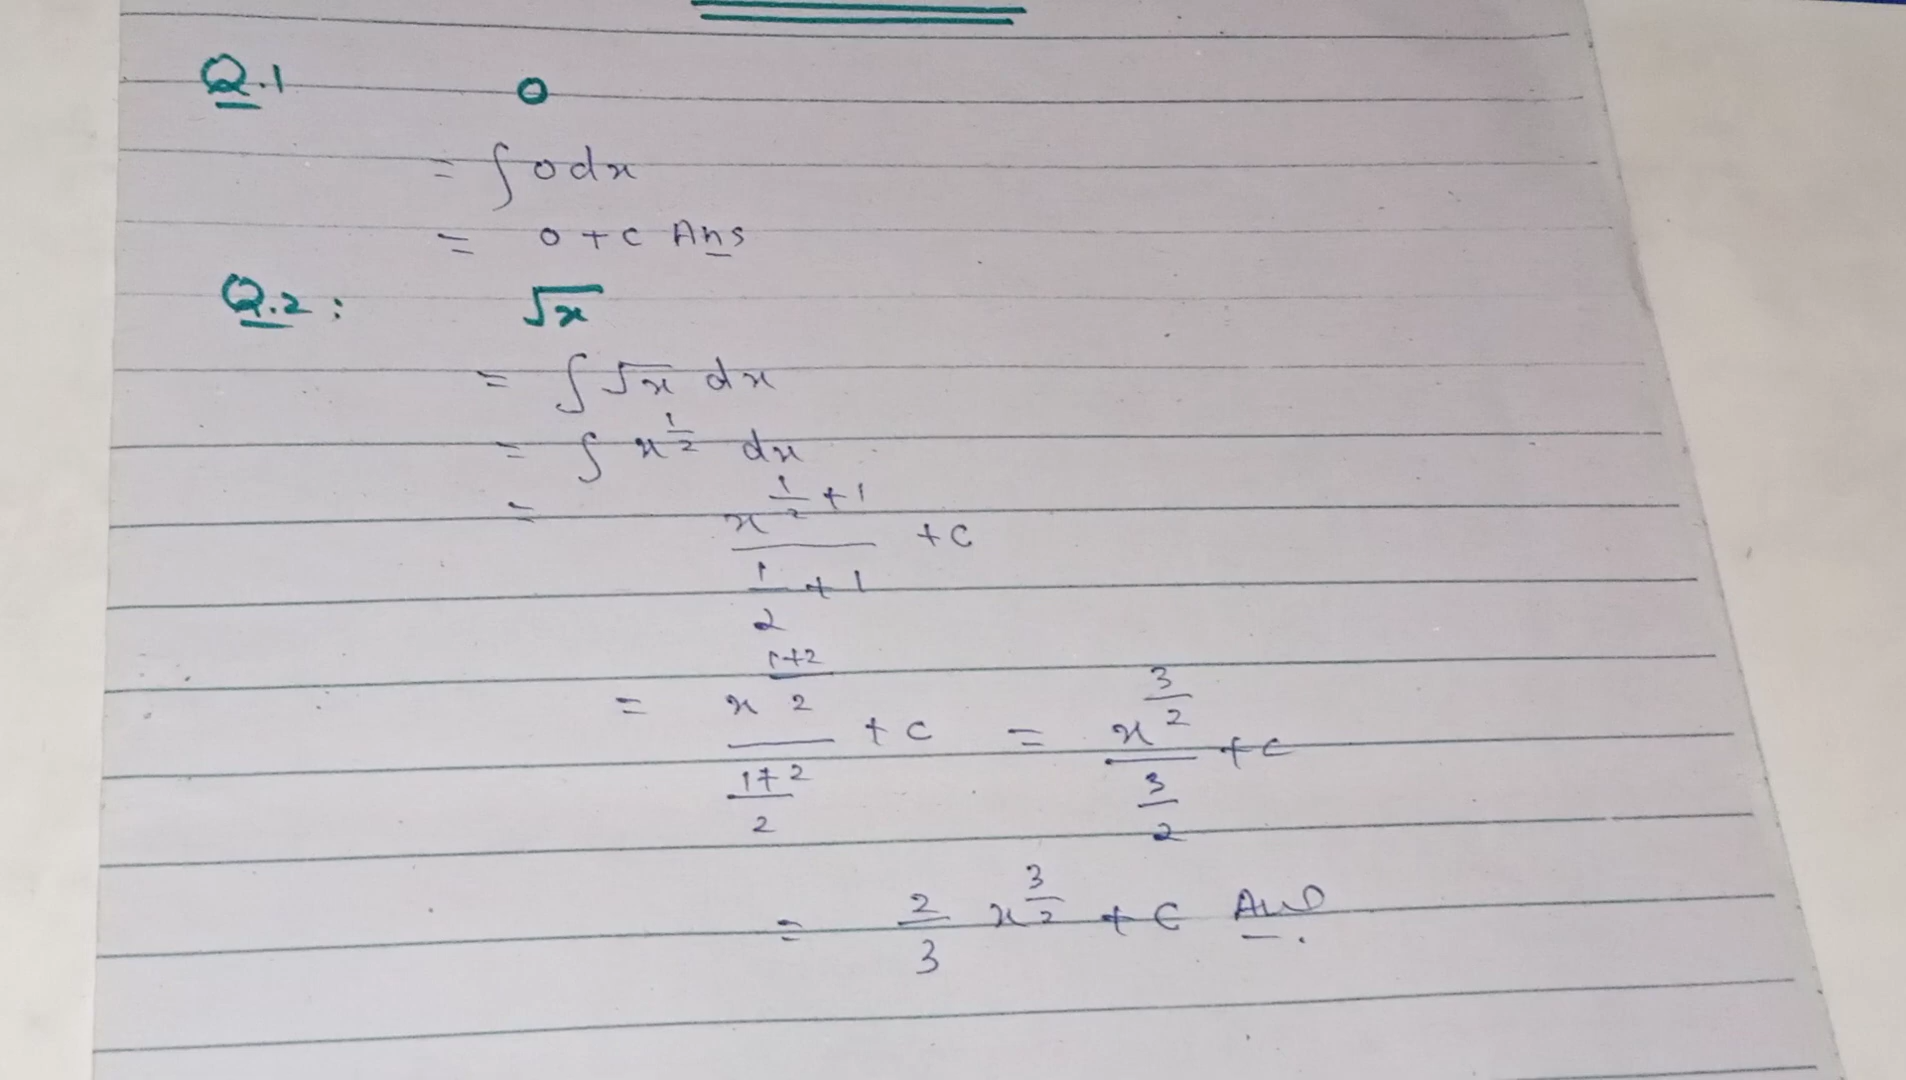 Q.1 0
= ∫ 0 dx
= 0 + c Ans
Q.2 : √x
= ∫ √x dx
= ∫ x^(1/2) dx
= x^(1/2 + 1) / (1/2 + 1) + c
= x^((1+2)/2) / ((1+2)/2) + c = x^(3/2) / (3/2) + c
= 2/3 x^(3/2) + c Ans.